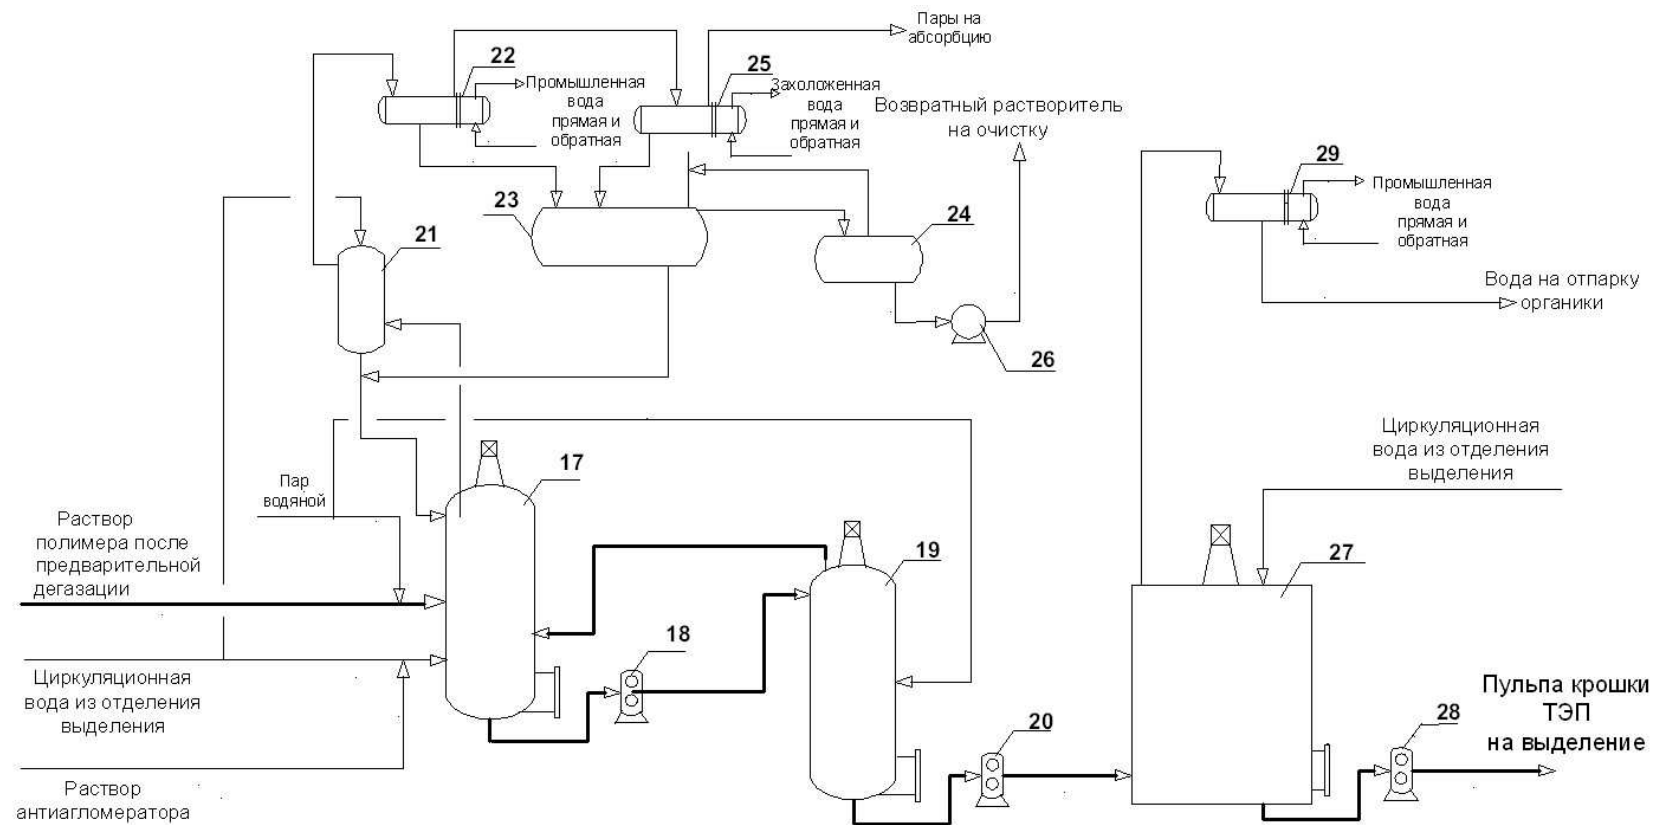 Пары на
абсорбцию
22
Промышленная
вода
прямая и
обратная
25
Захоложенная
вода
прямая и
обратная
Возвратный растворитель
на очистку
29
Промышленная
вода
прямая и
обратная
23
24
21
Вода на отпарку
органики
26
Циркуляционная
вода из отделения
выделения
Пар
водяной
17
Раствор
полимера после
предварительной
дегазации
19
27
18
Циркуляционная
вода из отделения
выделения
Пульпа крошки
ТЭП
на выделение
20
28
Раствор
антиагломератора